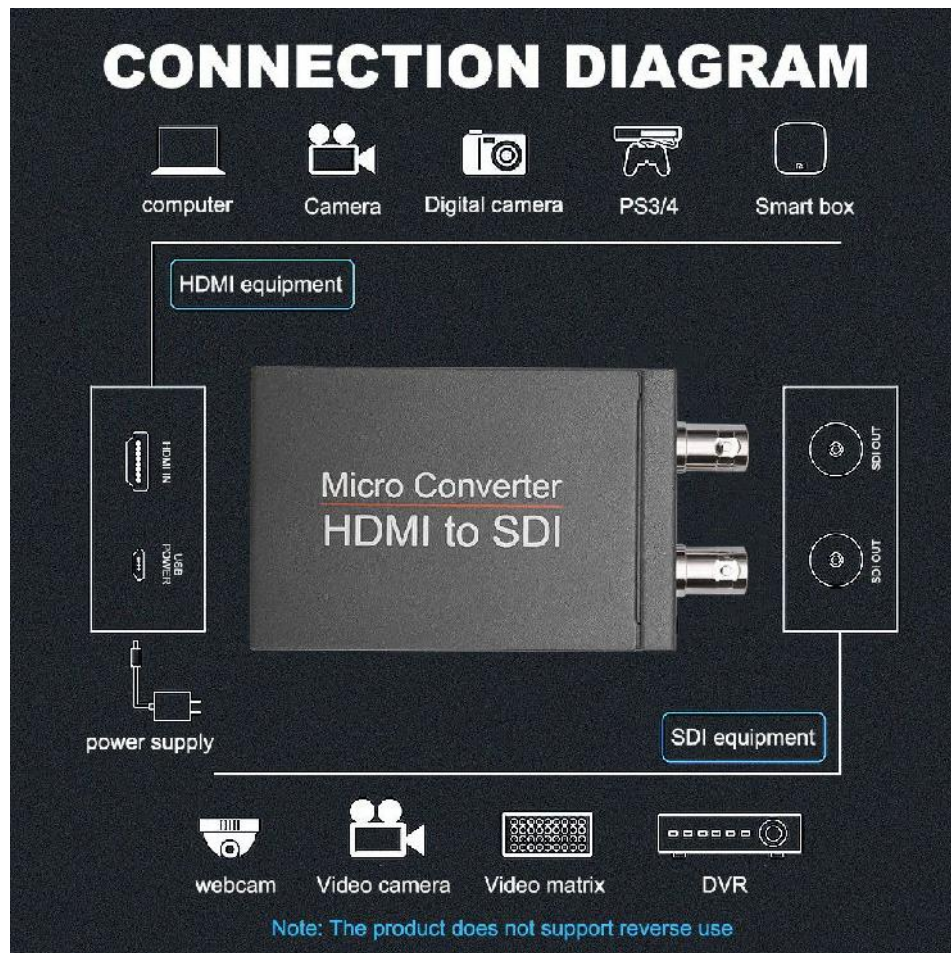 CONNECTION DIAGRAM
computer
Camera
Digital camera
PS3/4
Smart box
HDMI equipment
HDMI IN
USB
POWER
Micro Converter
HDMI to SDI
SDI OUT
SDI OUT
power supply
SDI equipment
webcam
Video camera
Video matrix
DVR
Note: The product does not support reverse use